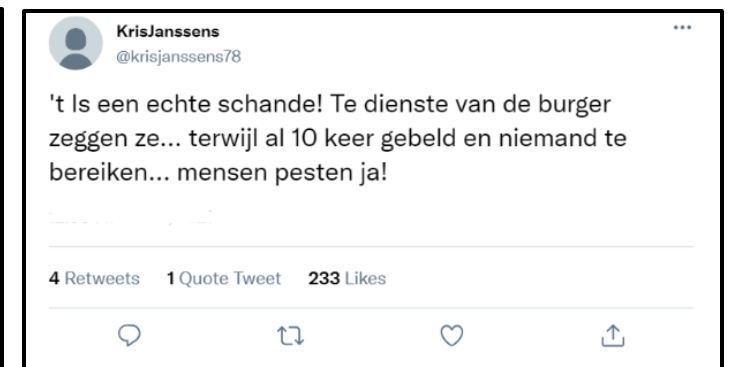 KrisJanssens
@krisjanssens78
't Is een echte schande! Te dienste van de burger
zeggen ze... terwijl al 10 keer gebeld en niemand te
bereiken... mensen pesten ja!
4 Retweets 1 Quote Tweet 233 Likes